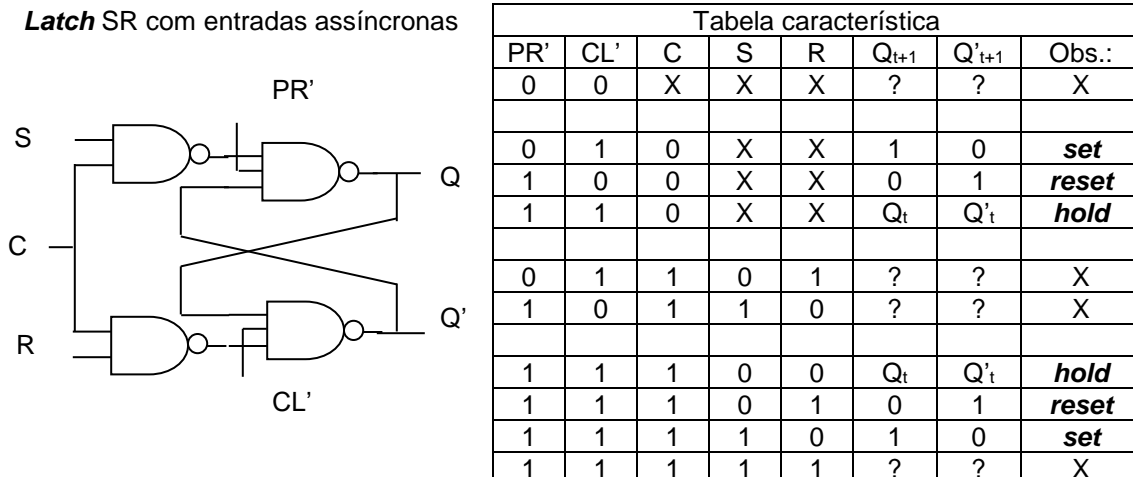 Latch SR com entradas assíncronas
PR'
S
Q
C
Q'
R
CL'
Tabela característica
PR' CL' C S R Qt+1 Q't+1 Obs.:
0 0 X X X ? ? X
0 1 0 X X 1 0 set
1 0 0 X X 0 1 reset
1 1 0 X X Qt Q't hold
0 1 1 0 1 ? ? X
1 0 1 1 0 ? ? X
1 1 1 0 0 Qt Q't hold
1 1 1 0 1 0 1 reset
1 1 1 1 0 1 0 set
1 1 1 1 1 ? ? X